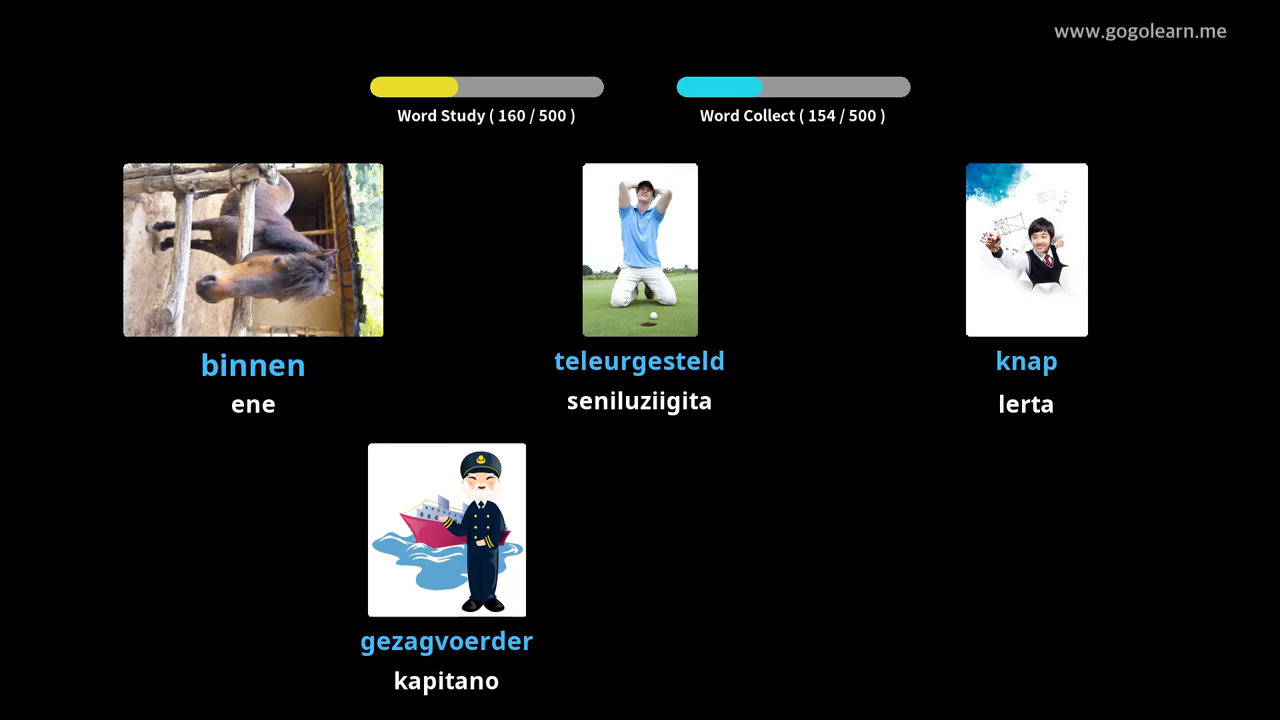 www.gogolearn.me
Word Study ( 160 / 500 )
Word Collect ( 154 / 500 )
binnen
ene
teleurgesteld
seniluziigita
knap
lerta
gezagvoerder
kapitano